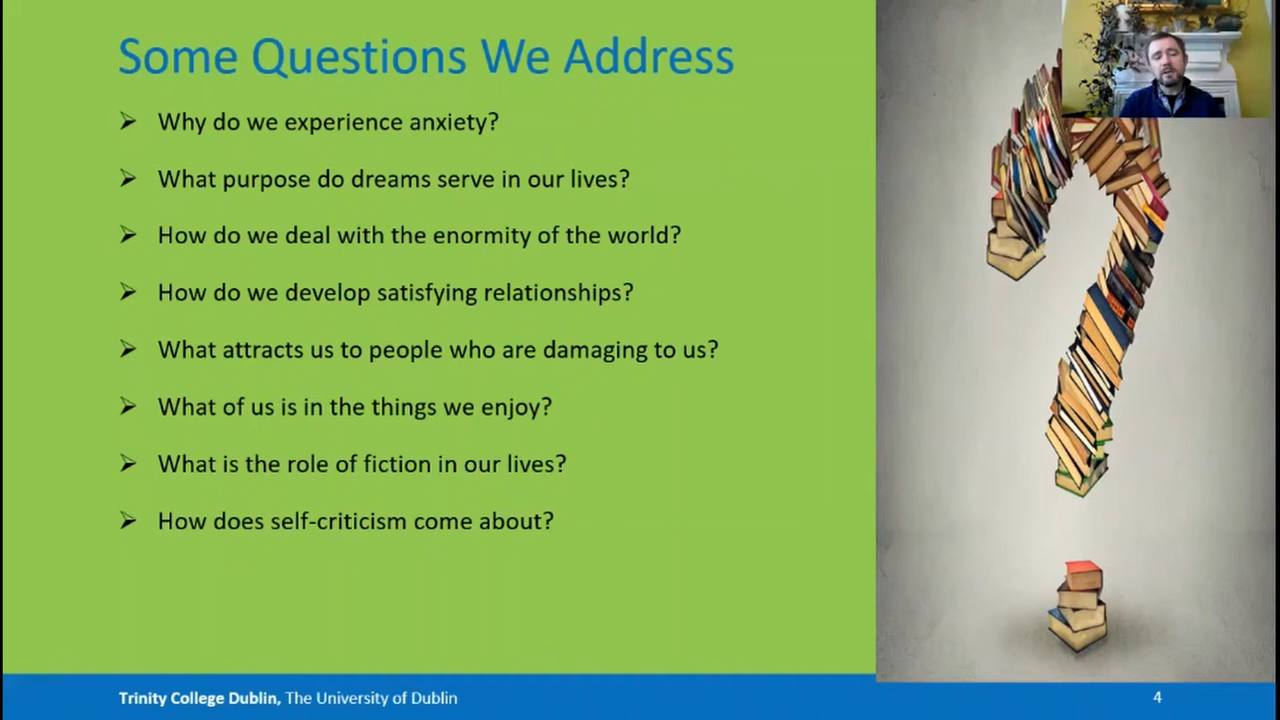 Some Questions We Address
Why do we experience anxiety?
What purpose do dreams serve in our lives?
How do we deal with the enormity of the world?
How do we develop satisfying relationships?
What attracts us to people who are damaging to us?
What of us is in the things we enjoy?
What is the role of fiction in our lives?
How does self-criticism come about?
Trinity College Dublin, The University of Dublin
4